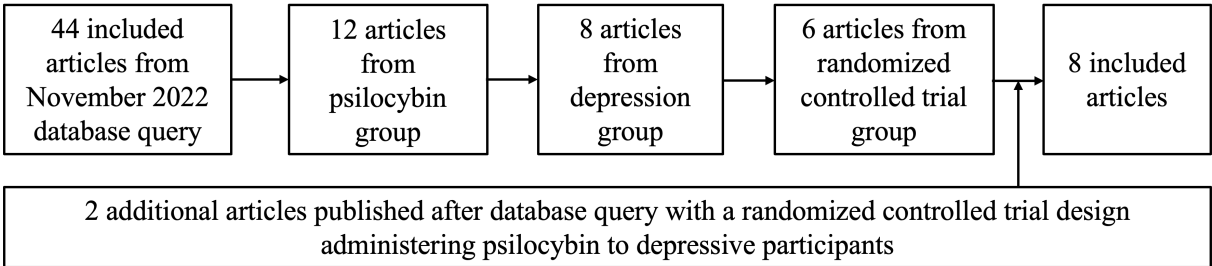 44 included
articles from
November 2022
database query
12 articles
from
psilocybin
group
8 articles
from
depression
group
6 articles from
randomized
controlled trial
group
8 included
articles
2 additional articles published after database query with a randomized controlled trial design
administering psilocybin to depressive participants